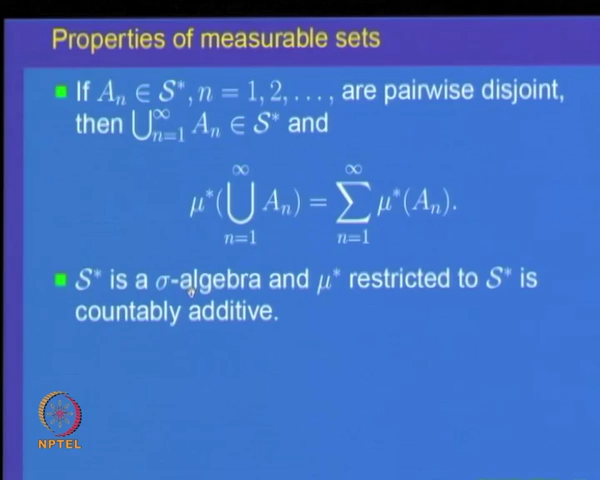 Properties of measurable sets
If Aₙ ∈ S*, n = 1, 2, . . . , are pairwise disjoint,
then ⋃ₙ₌₁^∞ Aₙ ∈ S* and
μ*(⋃ₙ₌₁^∞ Aₙ) = ∑ₙ₌₁^∞ μ*(Aₙ).
S* is a σ-algebra and μ* restricted to S* is
countably additive.
NPTEL